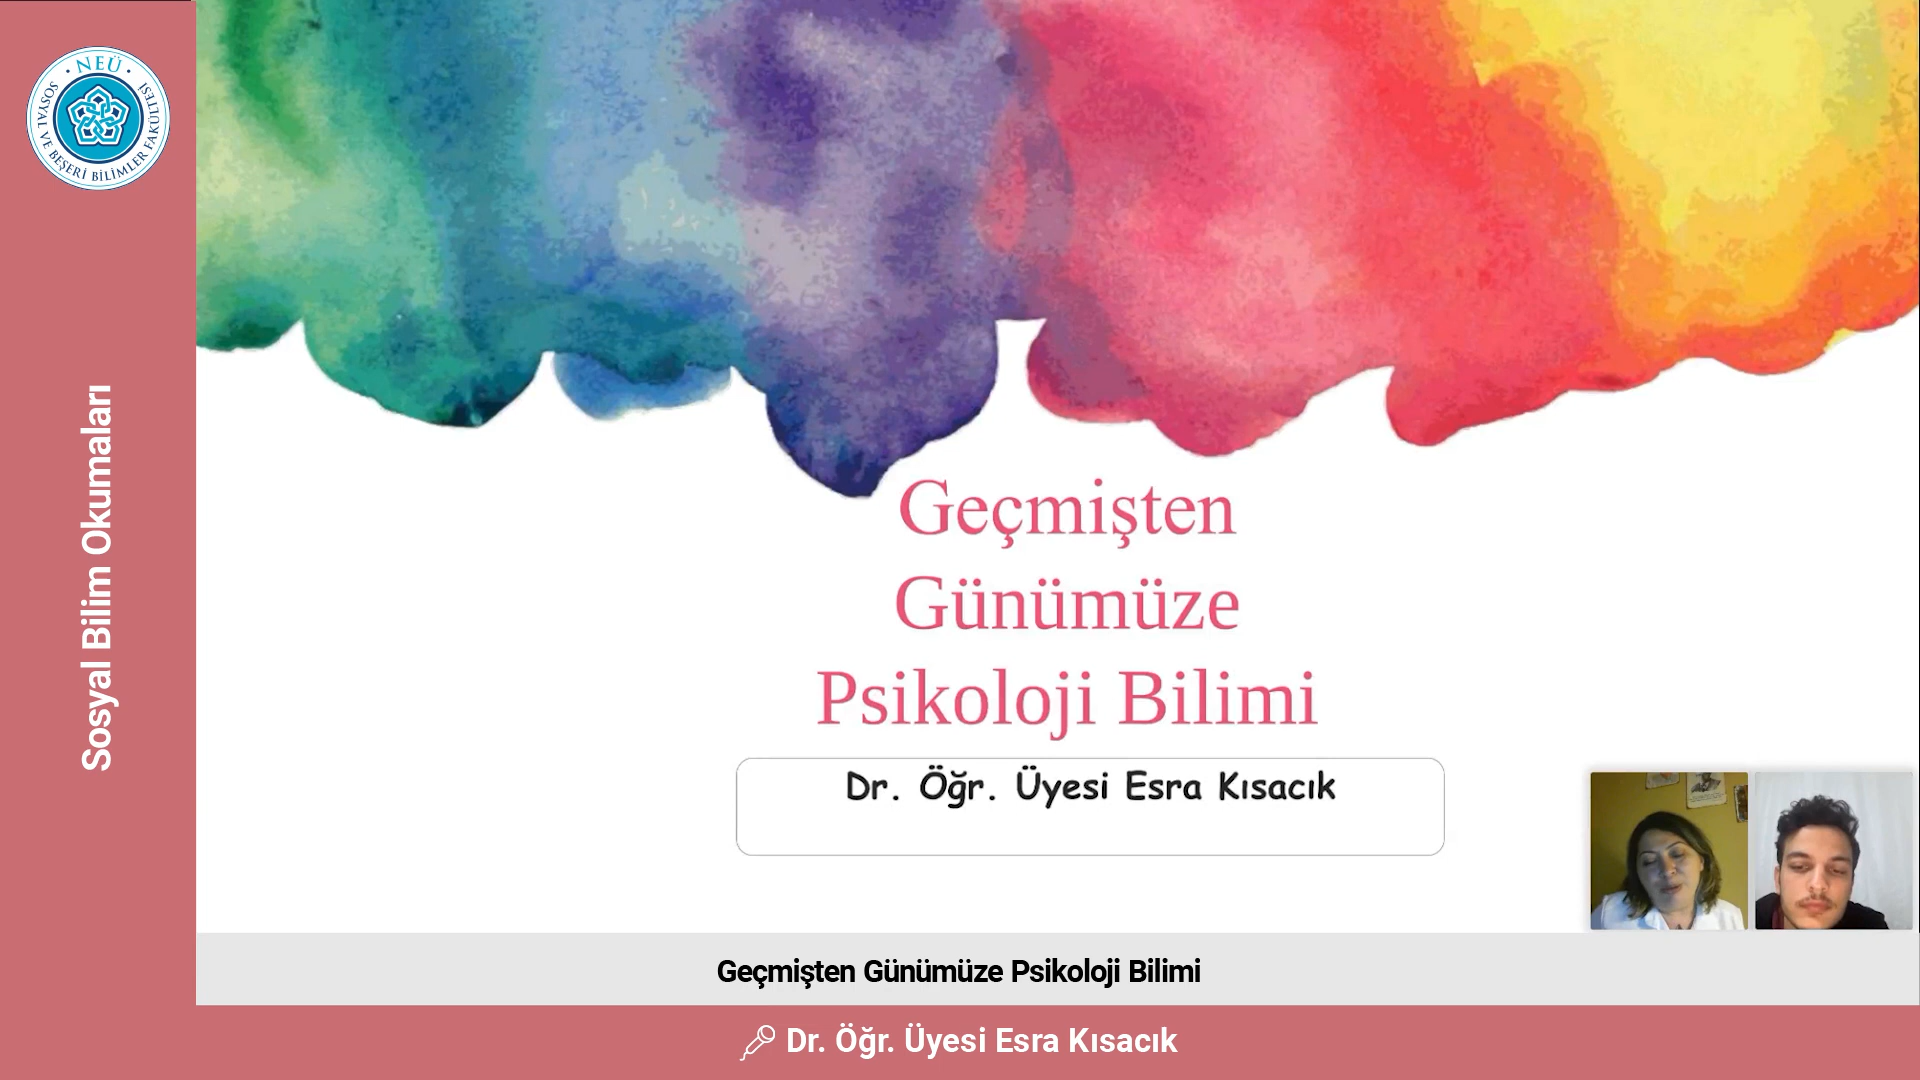 · NEÜ ·
SOSYAL VE BEŞERİ BİLİMLER FAKÜLTESİ
Sosyal Bilim Okumaları
Geçmişten
Günümüze
Psikoloji Bilimi
Dr. Öğr. Üyesi Esra Kısacık
Geçmişten Günümüze Psikoloji Bilimi
Dr. Öğr. Üyesi Esra Kısacık